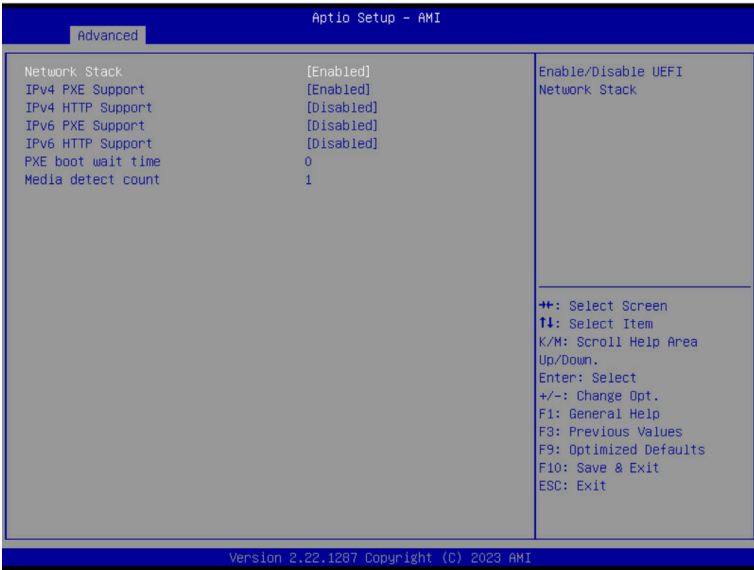 Aptio Setup – AMI
Advanced
Network Stack [Enabled]
IPv4 PXE Support [Enabled]
IPv4 HTTP Support [Disabled]
IPv6 PXE Support [Disabled]
IPv6 HTTP Support [Disabled]
PXE boot wait time 0
Media detect count 1
Enable/Disable UEFI
Network Stack
→←: Select Screen
↑↓: Select Item
K/M: Scroll Help Area
Up/Down.
Enter: Select
+/-: Change Opt.
F1: General Help
F3: Previous Values
F9: Optimized Defaults
F10: Save & Exit
ESC: Exit
Version 2.22.1287 Copyright (C) 2023 AMI